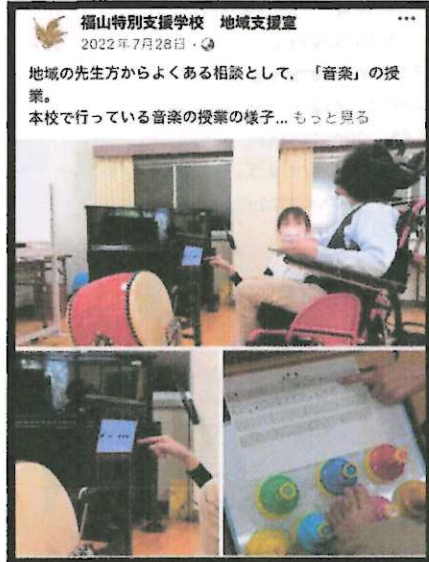 福山特別支援学校 地域支援室
2022年7月28日
地域の先生方からよくある相談として，「音楽」の授
業。
本校で行っている音楽の授業の様子... もっと見る